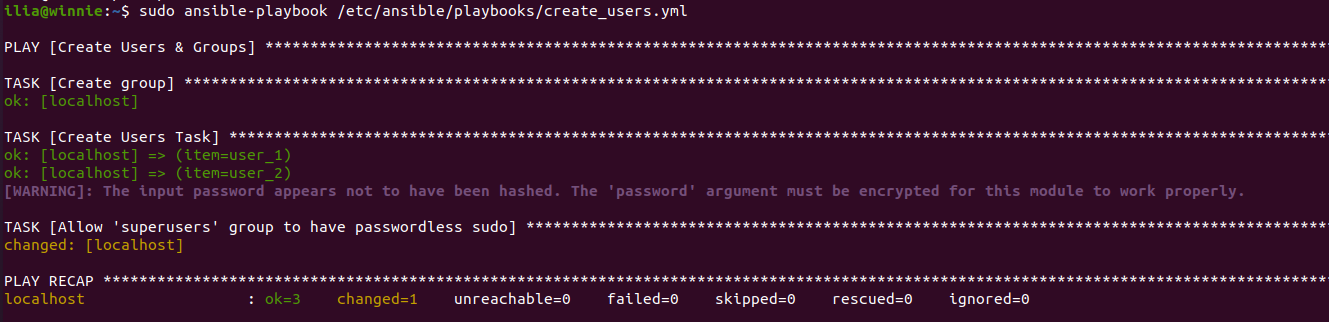 ilia@winnie:~$ sudo ansible-playbook /etc/ansible/playbooks/create_users.yml
PLAY [Create Users & Groups] ************************************************************************************************************************
TASK [Create group] *********************************************************************************************************************************
ok: [localhost]
TASK [Create Users Task] ****************************************************************************************************************************
ok: [localhost] => (item=user_1)
ok: [localhost] => (item=user_2)
[WARNING]: The input password appears not to have been hashed. The 'password' argument must be encrypted for this module to work properly.
TASK [Allow 'superusers' group to have passwordless sudo] *******************************************************************************************
changed: [localhost]
PLAY RECAP ******************************************************************************************************************************************
localhost                  : ok=3    changed=1    unreachable=0    failed=0    skipped=0    rescued=0    ignored=0